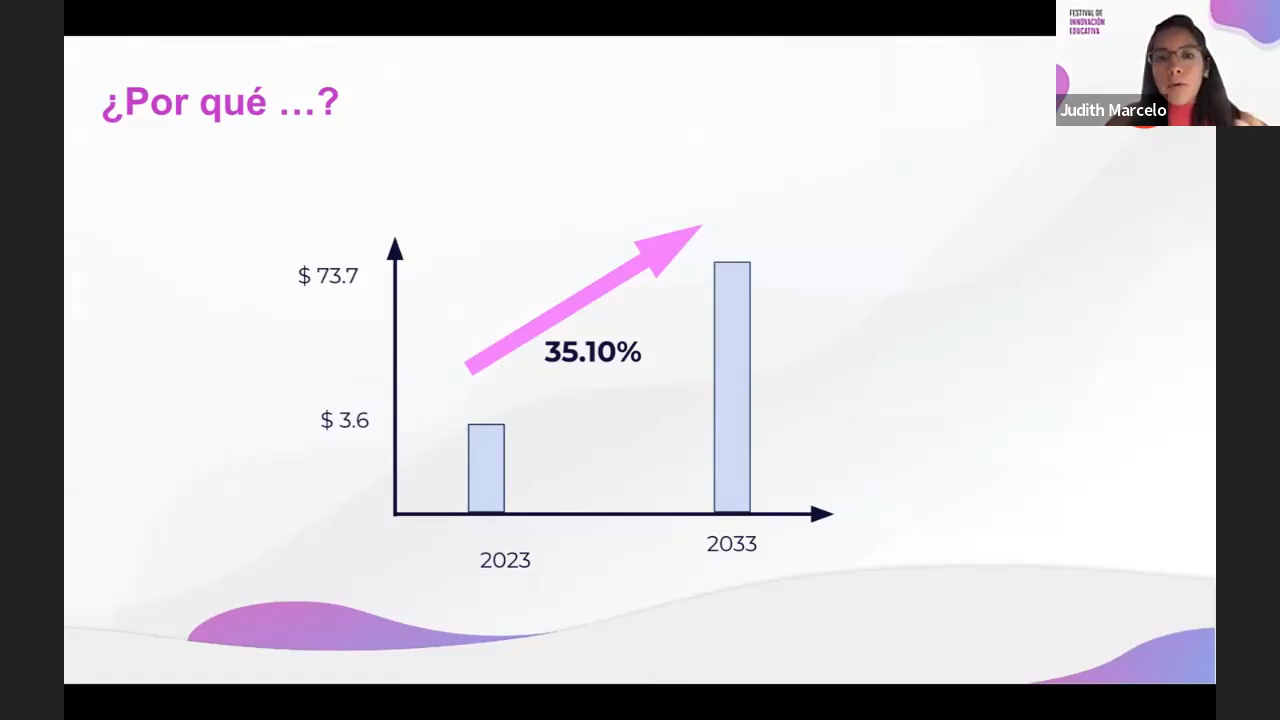 ¿Por qué ...?
FESTIVAL DE
INNOVACIÓN
EDUCATIVA
Judith Marcelo
$ 73.7
35.10%
$ 3.6
2023
2033